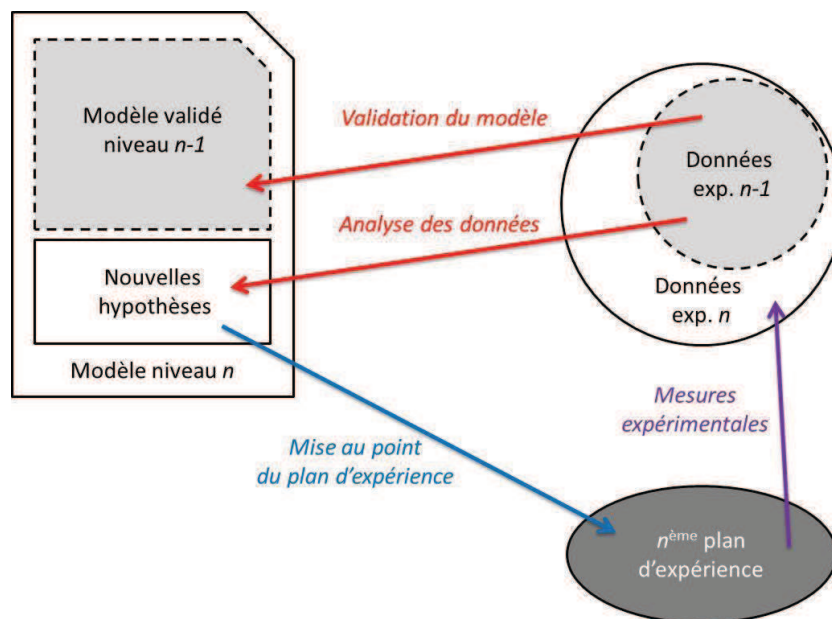 Modèle validé
niveau n-1
Validation du modèle
Données
exp. n-1
Analyse des données
Nouvelles
hypothèses
Données
exp. n
Modèle niveau n
Mesures
expérimentales
Mise au point
du plan d'expérience
nème plan
d'expérience